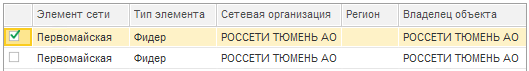 Элемент сети Тип элемента Сетевая организация Регион Владелец объекта
Первомайская Фидер РОССЕТИ ТЮМЕНЬ АО РОССЕТИ ТЮМЕНЬ АО
Первомайская Фидер РОССЕТИ ТЮМЕНЬ АО РОССЕТИ ТЮМЕНЬ АО